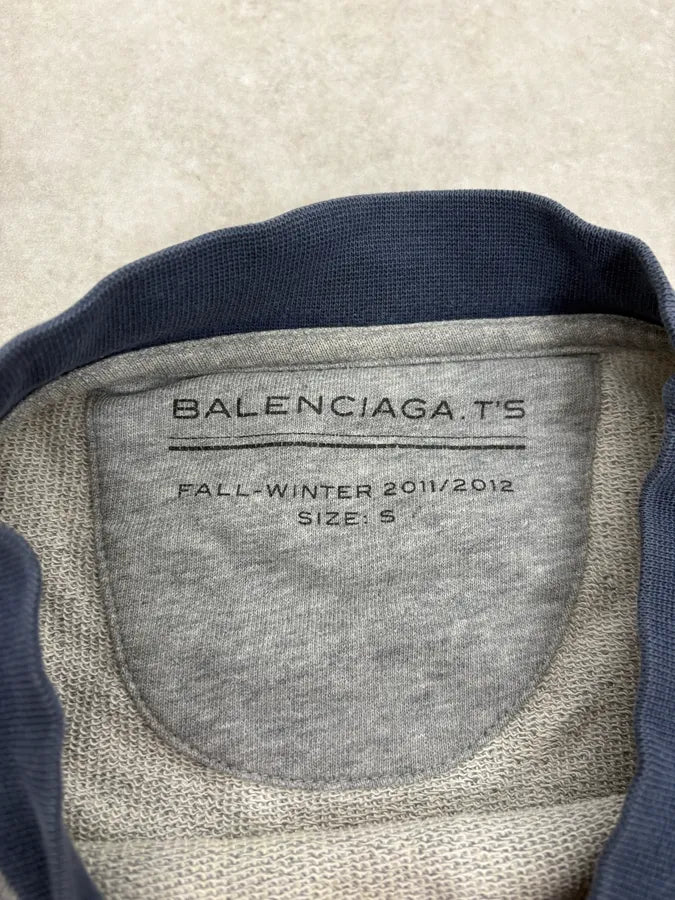 BALENCIAGA.T'S
FALL-WINTER 2011/2012
SIZE: S